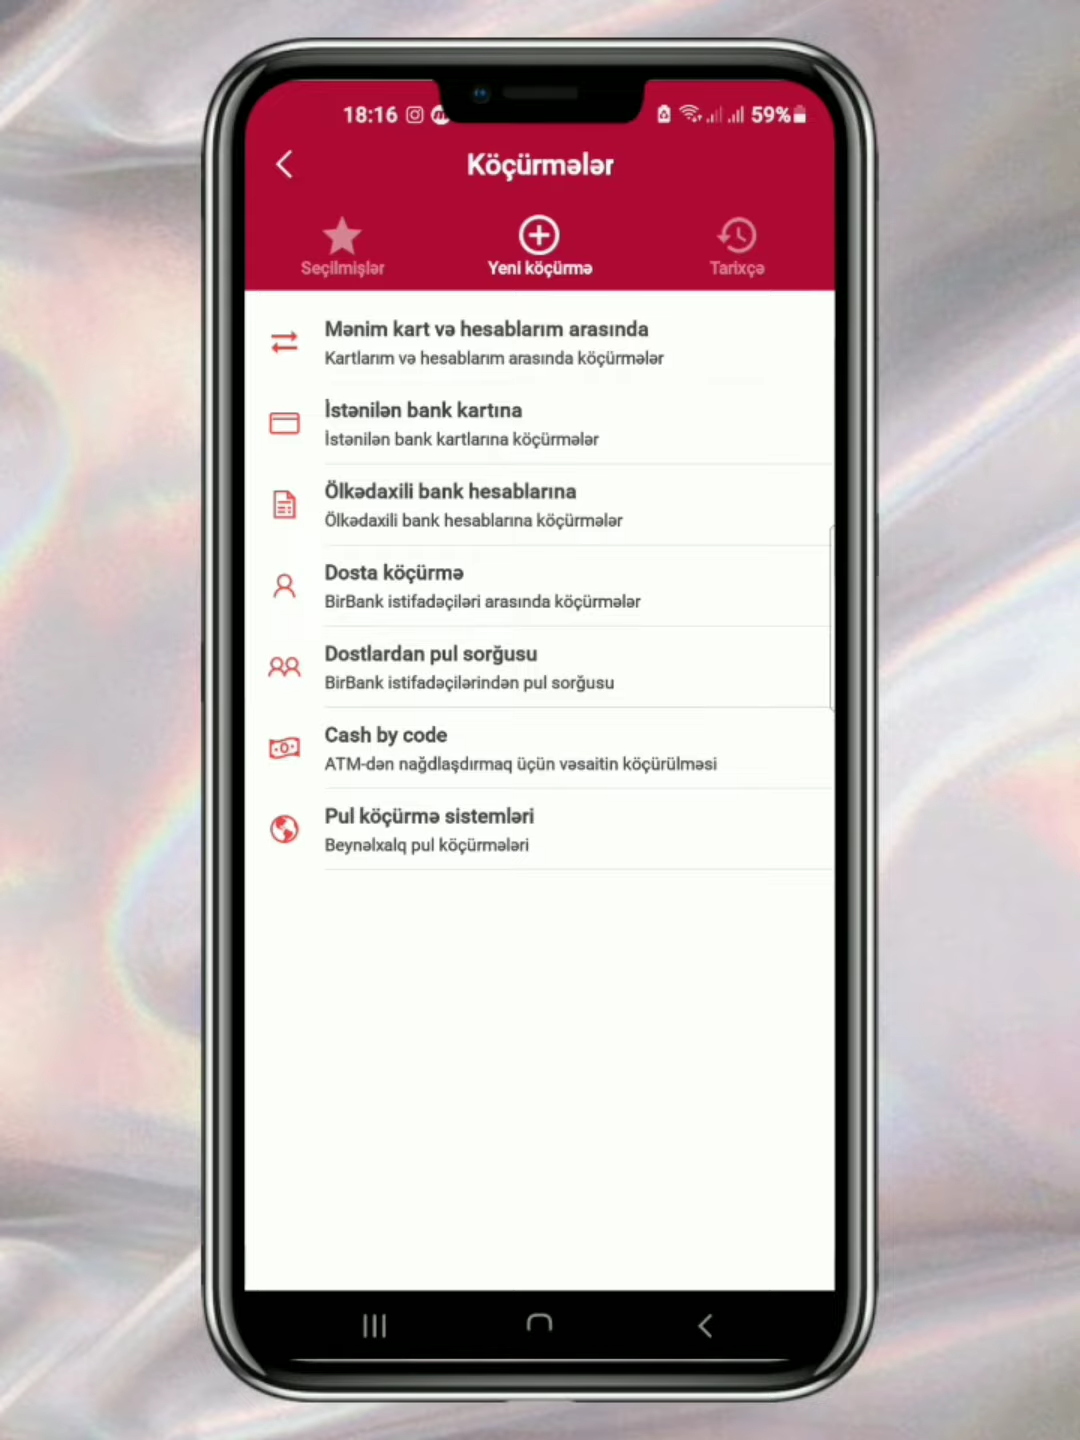 18:16
59%
Köçürmələr
Seçilmişlər
Yeni köçürmə
Tarixçə
Mənim kart və hesablarım arasında
Kartlarım və hesablarım arasında köçürmələr
İstənilən bank kartına
İstənilən bank kartlarına köçürmələr
Ölkədaxili bank hesablarına
Ölkədaxili bank hesablarına köçürmələr
Dosta köçürmə
BirBank istifadəçiləri arasında köçürmələr
Dostlardan pul sorğusu
BirBank istifadəçilərindən pul sorğusu
Cash by code
ATM-dən nağdlaşdırmaq üçün vəsaitin köçürülməsi
Pul köçürmə sistemləri
Beynəlxalq pul köçürmələri